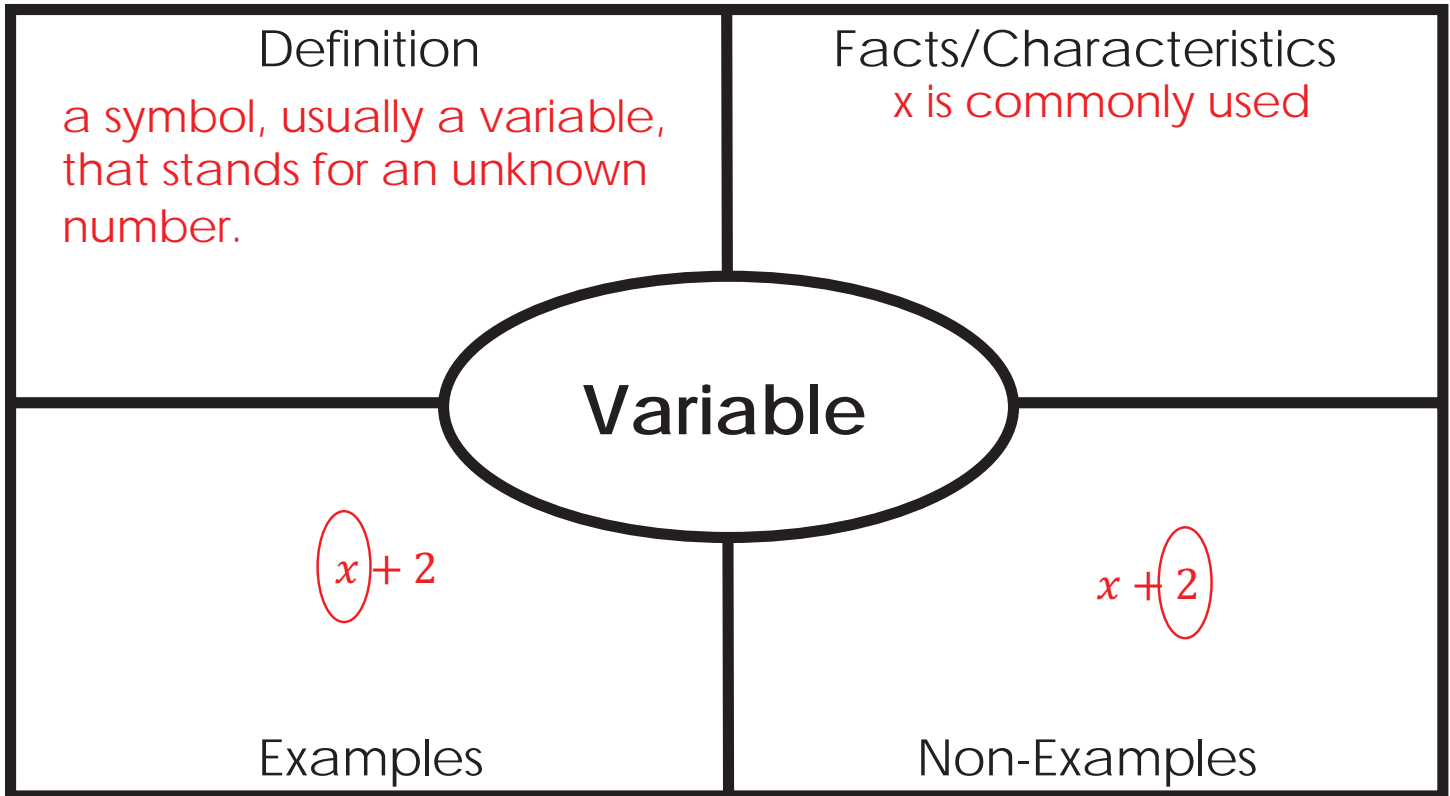 Definition
a symbol, usually a variable,
that stands for an unknown
number.
Facts/Characteristics
x is commonly used
Variable
x + 2
Examples
x + 2
Non-Examples